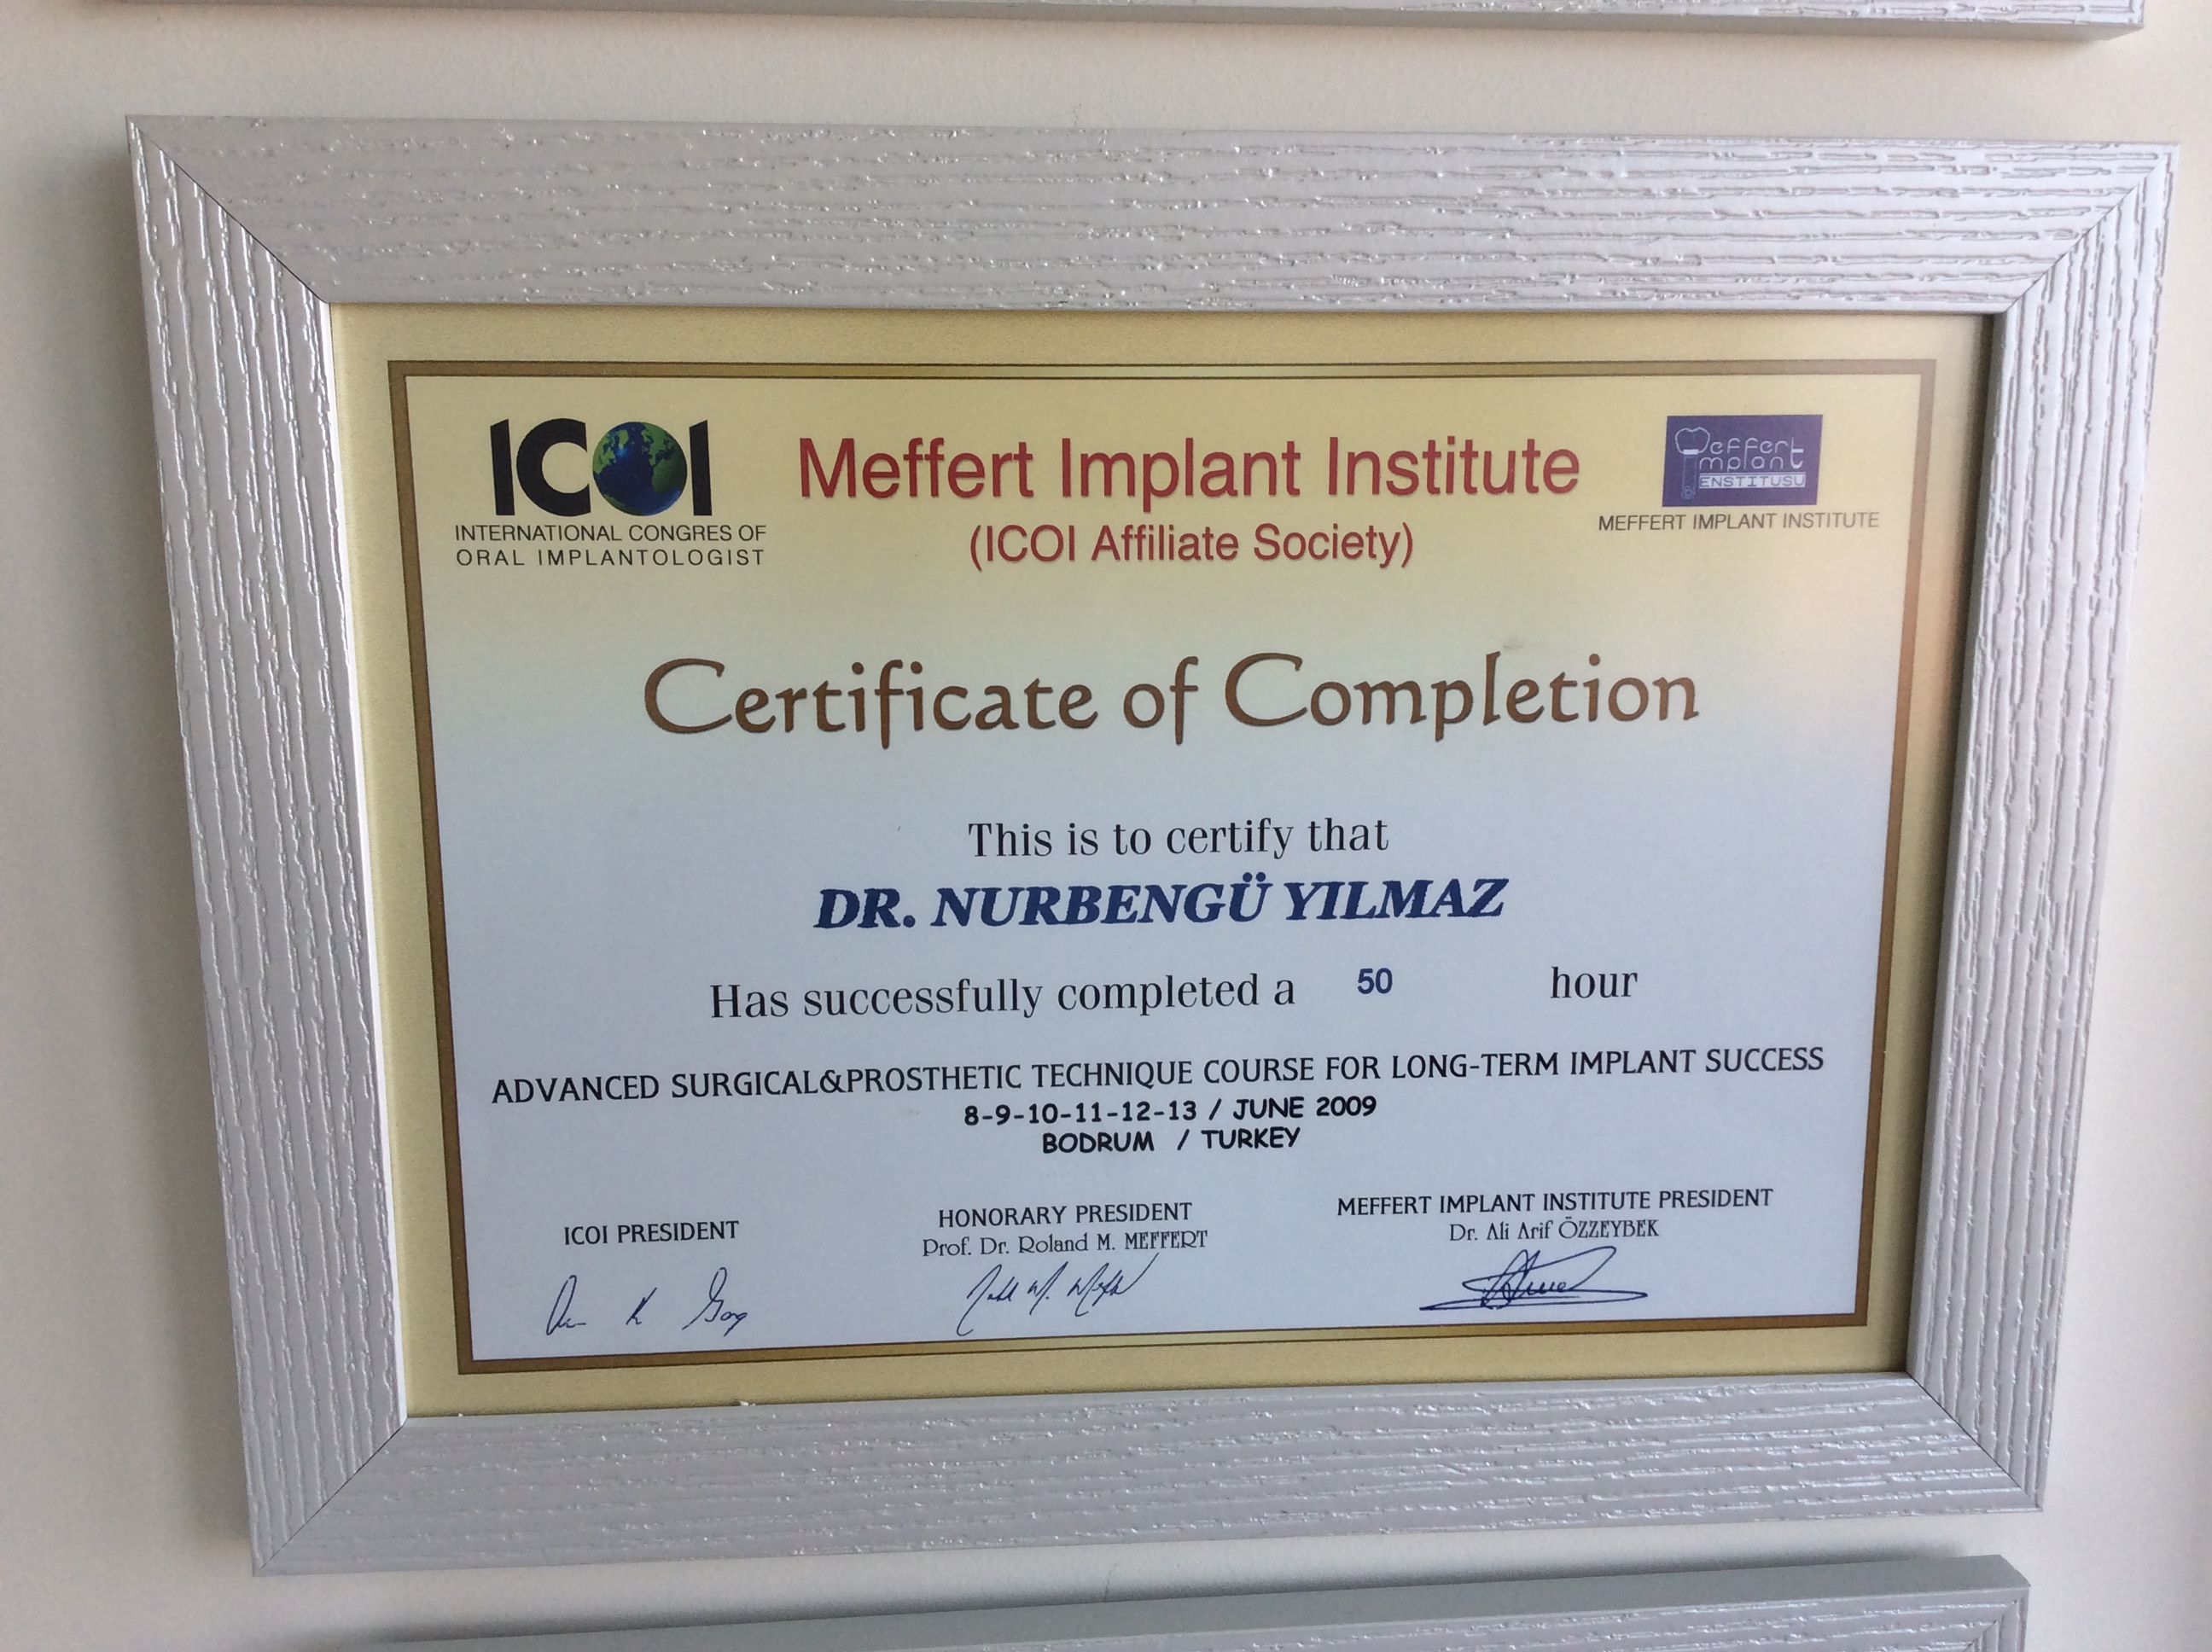 ICOI
INTERNATIONAL CONGRES OF
ORAL IMPLANTOLOGIST
Meffert Implant Institute
(ICOI Affiliate Society)
Meffert
Implant
ENSTITUSU
MEFFERT IMPLANT INSTITUTE
Certificate of Completion
This is to certify that
DR. NURBENGÜ YILMAZ
Has successfully completed a 50 hour
ADVANCED SURGICAL&PROSTHETIC TECHNIQUE COURSE FOR LONG-TERM IMPLANT SUCCESS
8-9-10-11-12-13 / JUNE 2009
BODRUM / TURKEY
ICOI PRESIDENT
HONORARY PRESIDENT
Prof. Dr. Roland M. MEFFERT
MEFFERT IMPLANT INSTITUTE PRESIDENT
Dr. Ali Arif ÖZZEYBEK